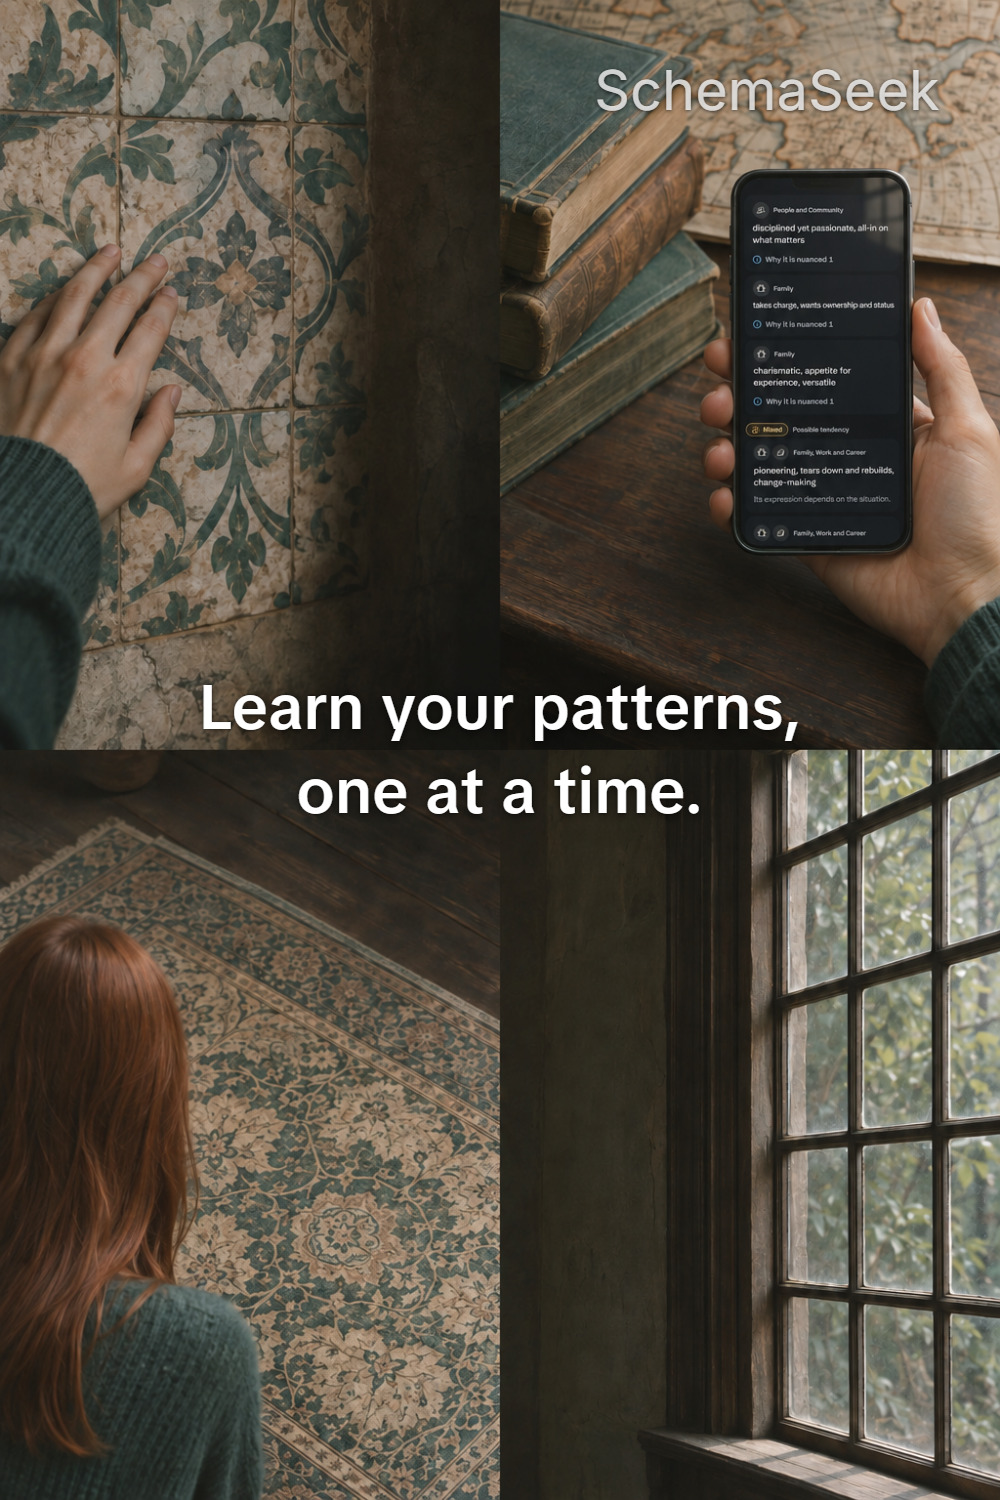 SchemaSeek
People and Community
disciplined yet passionate, all-in on
what matters
Why it is nuanced 1
Family
takes charge, wants ownership and status
Why it is nuanced 1
Family
charismatic, appetite for
experience, versatile
Why it is nuanced 1
Mixed Possible tendency
Family, Work and Career
pioneering, tears down and rebuilds,
change-making
Its expression depends on the situation.
Family, Work and Career
Learn your patterns,
one at a time.